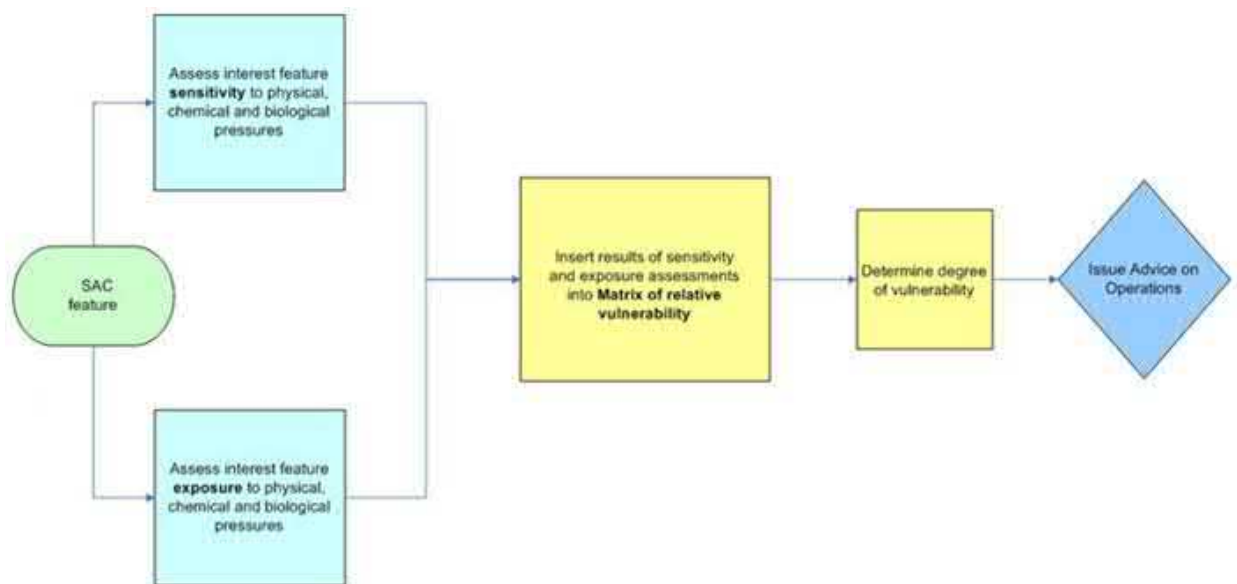 Assess interest feature
sensitivity to physical,
chemical and biological
pressures
SAC
feature
Assess interest feature
exposure to physical,
chemical and biological
pressures
Insert results of sensitivity
and exposure assessments
into Matrix of relative
vulnerability
Determine degree
of vulnerability
Issue Advice on
Operations